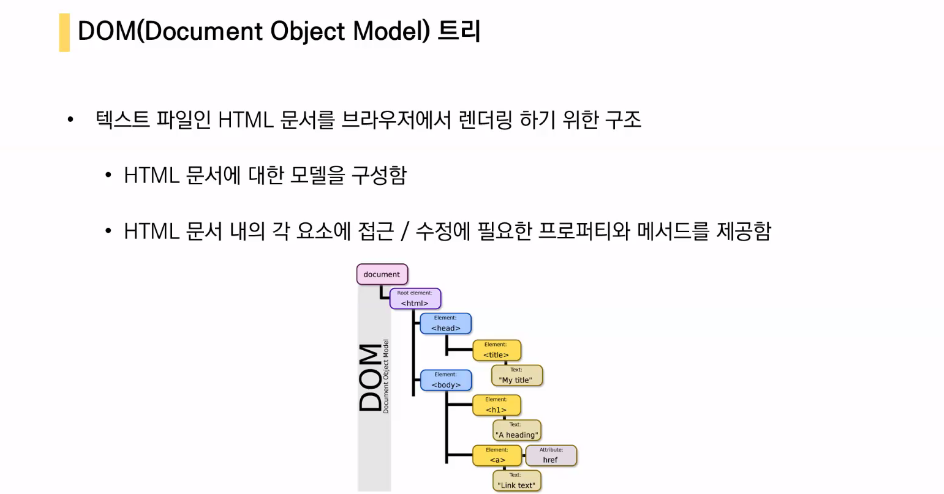 DOM(Document Object Model) 트리
• 텍스트 파일인 HTML 문서를 브라우저에서 렌더링 하기 위한 구조
• HTML 문서에 대한 모델을 구성함
• HTML 문서 내의 각 요소에 접근 / 수정에 필요한 프로퍼티와 메서드를 제공함
document
Root element:
<html>
Element:
<head>
Element:
<title>
Text:
"My title"
Element:
<body>
Element:
<h1>
Text:
"A heading"
Element:
<a>
Attribute:
href
Text:
"Link text"
DOM
Document Object Model